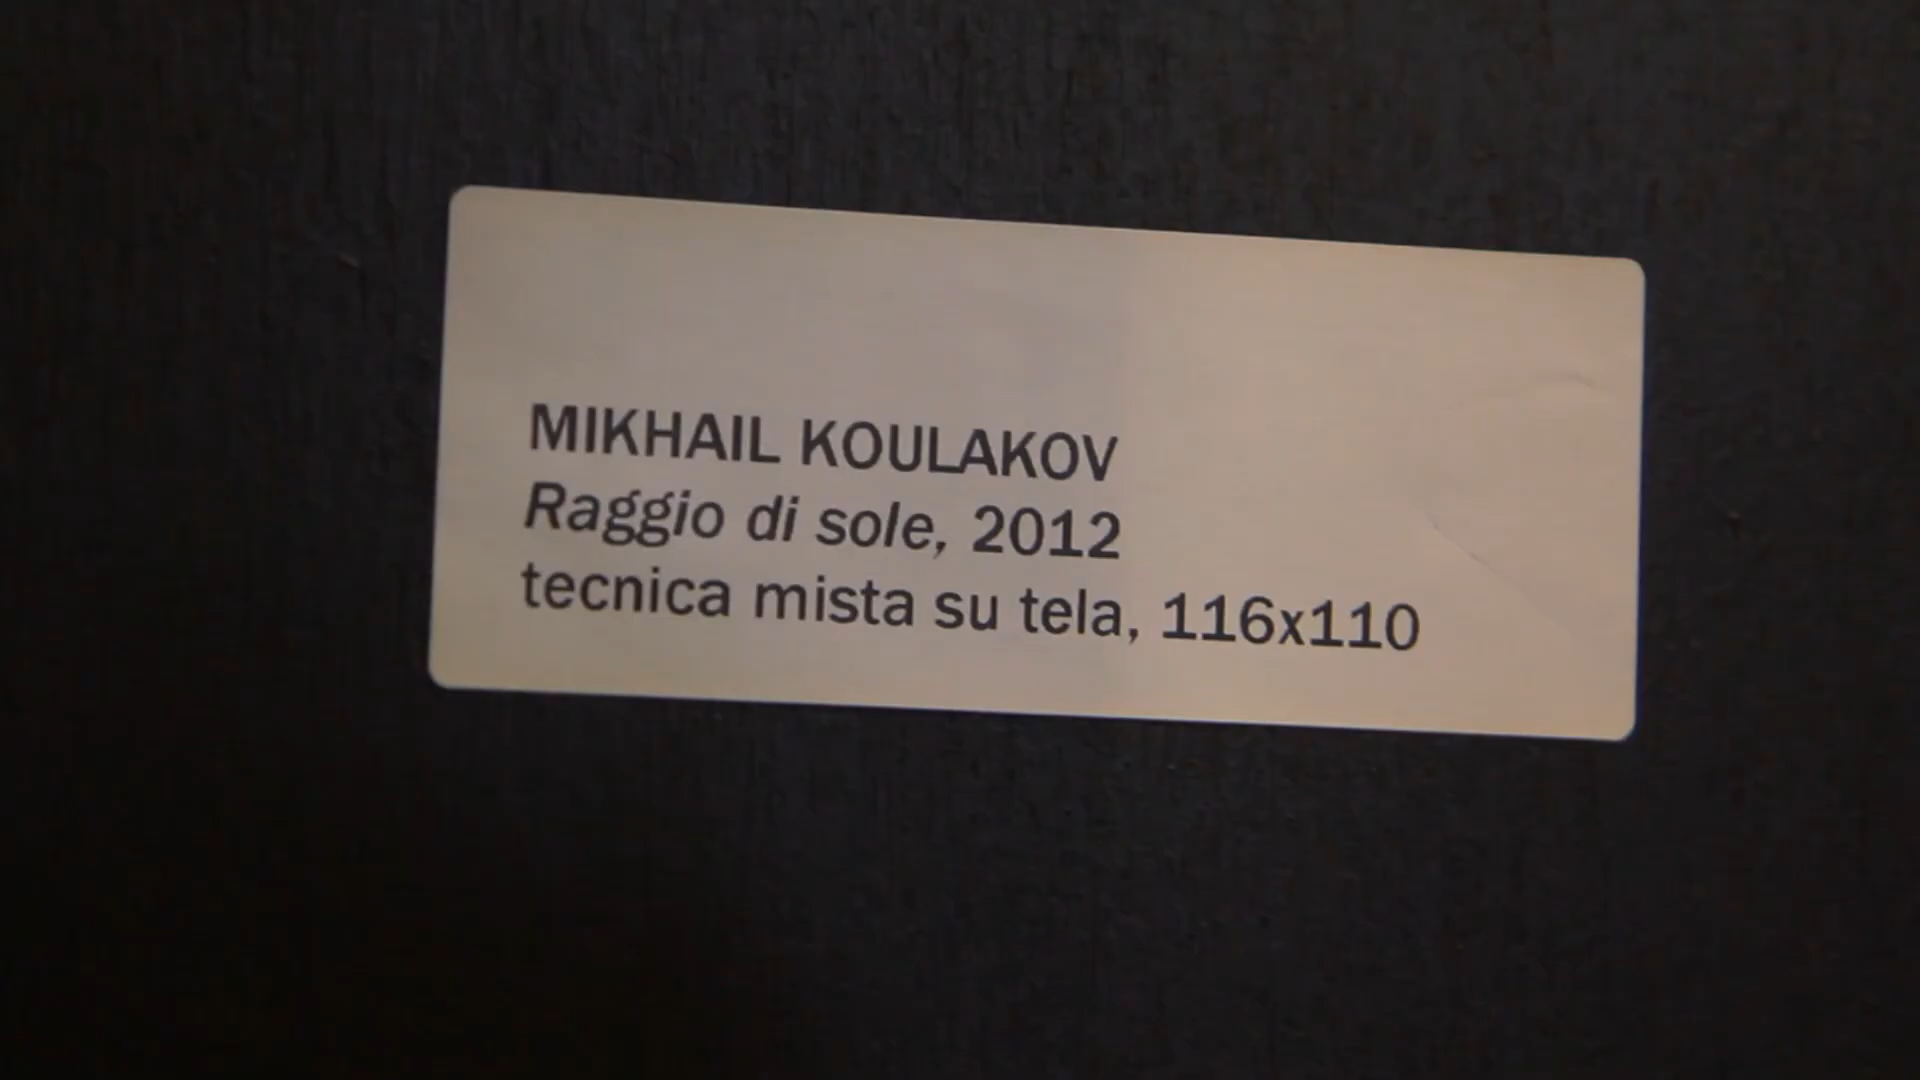 MIKHAIL KOULAKOV
Raggio di sole, 2012
tecnica mista su tela, 116x110